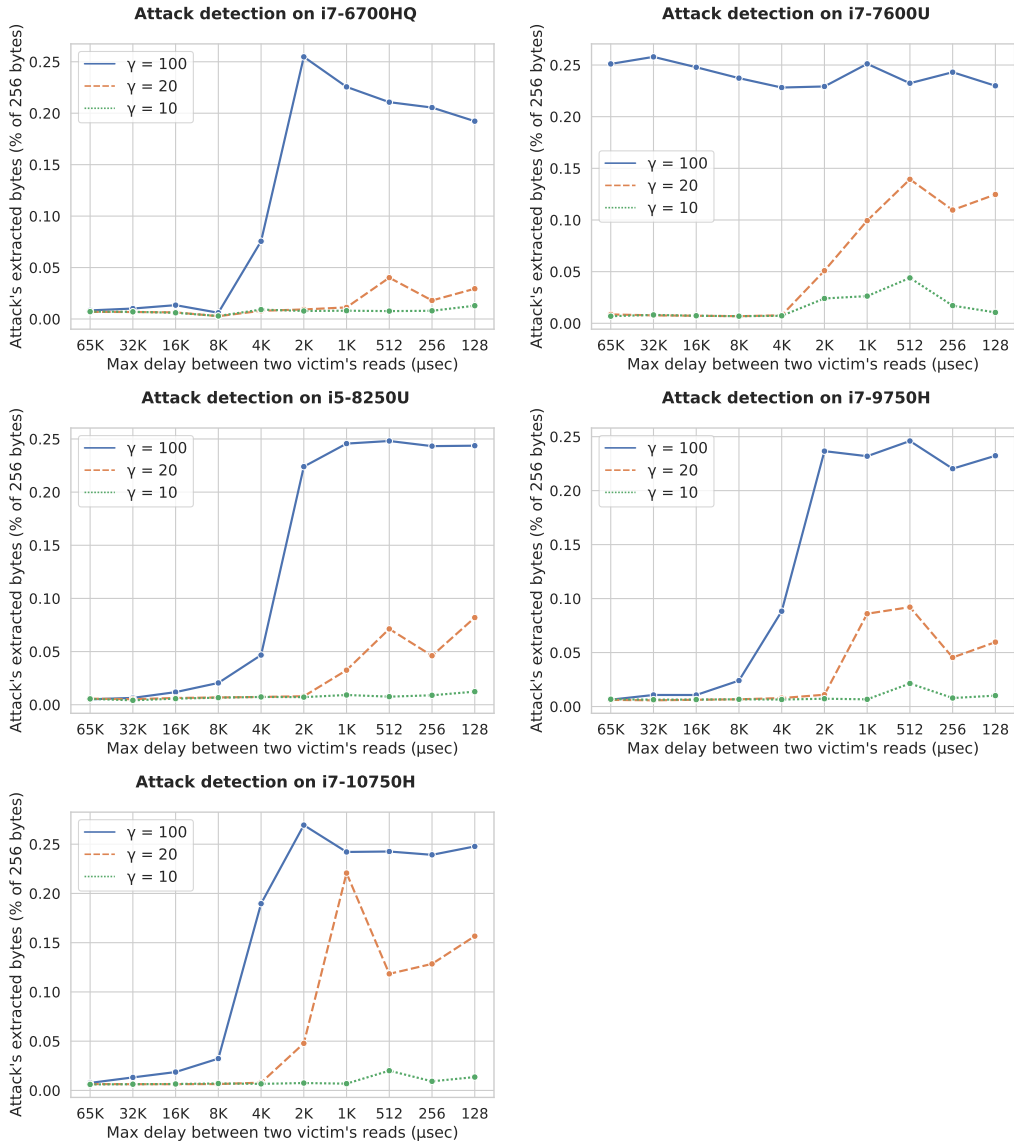 Attack detection on i7-6700HQ
Attack's extracted bytes (% of 256 bytes)
0.25
0.20
0.15
0.10
0.05
0.00
γ = 100
γ = 20
γ = 10
65K 32K 16K 8K 4K 2K 1K 512 256 128
Max delay between two victim's reads (μsec)
Attack detection on i7-7600U
Attack's extracted bytes (% of 256 bytes)
0.25
0.20
0.15
0.10
0.05
0.00
γ = 100
γ = 20
γ = 10
65K 32K 16K 8K 4K 2K 1K 512 256 128
Max delay between two victim's reads (μsec)
Attack detection on i5-8250U
Attack's extracted bytes (% of 256 bytes)
0.25
0.20
0.15
0.10
0.05
0.00
γ = 100
γ = 20
γ = 10
65K 32K 16K 8K 4K 2K 1K 512 256 128
Max delay between two victim's reads (μsec)
Attack detection on i7-9750H
Attack's extracted bytes (% of 256 bytes)
0.25
0.20
0.15
0.10
0.05
0.00
γ = 100
γ = 20
γ = 10
65K 32K 16K 8K 4K 2K 1K 512 256 128
Max delay between two victim's reads (μsec)
Attack detection on i7-10750H
Attack's extracted bytes (% of 256 bytes)
0.25
0.20
0.15
0.10
0.05
0.00
γ = 100
γ = 20
γ = 10
65K 32K 16K 8K 4K 2K 1K 512 256 128
Max delay between two victim's reads (μsec)